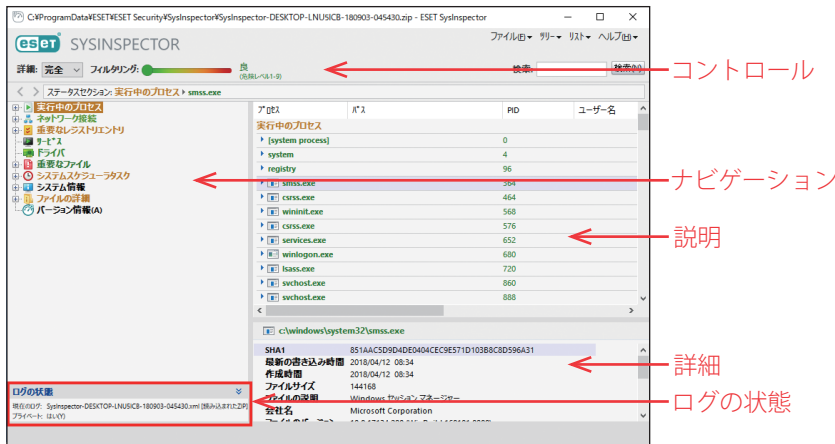 C:¥ProgramData¥ESET¥ESET Security¥SysInspector¥SysInspector-DESKTOP-LNU5ICB-180903-045430.zip - ESET SysInspector
eset SYSINSPECTOR
ファイル(F)▼ ツリー▼ リスト▼ ヘルプ(H)▼
詳細: 完全 フィルタリング: 良
(危険レベル1-9)
検索: 検索(N)
コントロール
ステータスセクション: 実行中のプロセス ▸ smss.exe
実行中のプロセス
ネットワーク接続
重要なレジストリエントリ
サービス
ドライバ
重要なファイル
システムスケジューラタスク
システム情報
ファイルの詳細
バージョン情報(A)
ナビゲーション
プロセス パス PID ユーザー名
実行中のプロセス
[system process] 0
system 4
registry 96
smss.exe 364
csrss.exe 464
wininit.exe 568
csrss.exe 576
services.exe 652
winlogon.exe 680
lsass.exe 720
svchost.exe 860
svchost.exe 888
説明
c:\windows\system32\smss.exe
SHA1 851AAC5D9D4DE0404CEC9E571D103B8C8D596A31
最新の書き込み時間 2018/04/12 08:34
作成時間 2018/04/12 08:34
ファイルサイズ 144168
ファイルの説明 Windows セッション マネージャー
会社名 Microsoft Corporation
詳細
ログの状態
現在のログ: SysInspector-DESKTOP-LNU5ICB-180903-045430.xml [読み込まれたZIP]
プライベート: はい(Y)
ログの状態